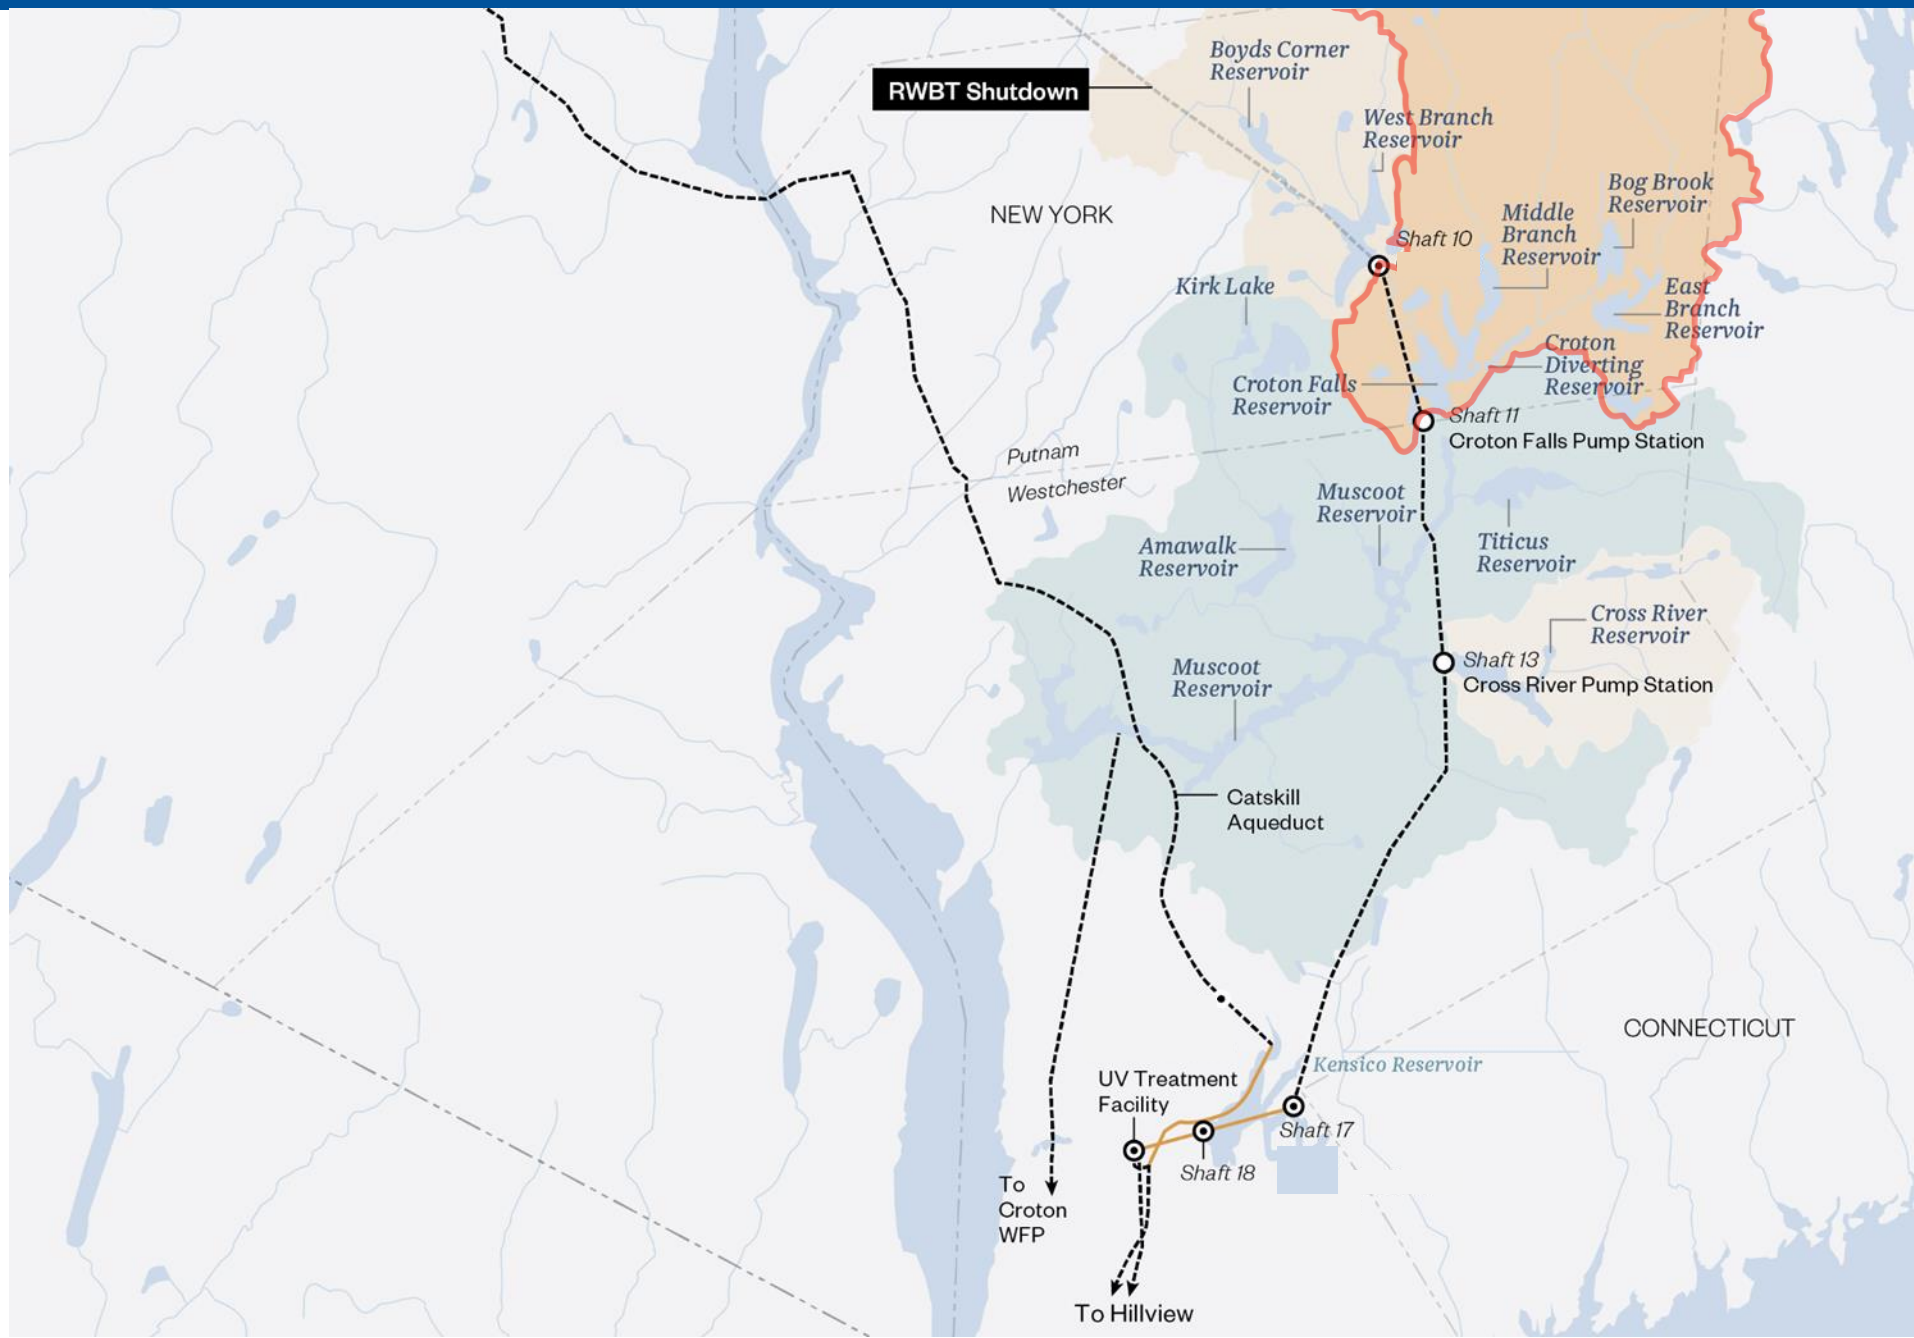 Boyds Corner
Reservoir
RWBT Shutdown
West Branch
Reservoir
Bog Brook
Reservoir
NEW YORK
Middle
Branch
Reservoir
Shaft 10
Kirk Lake
East
Branch
Reservoir
Croton
Diverting
Reservoir
Croton Falls
Reservoir
Shaft 11
Croton Falls Pump Station
Putnam
Westchester
Muscoot
Reservoir
Amawalk
Reservoir
Titicus
Reservoir
Cross River
Reservoir
Shaft 13
Cross River Pump Station
Muscoot
Reservoir
Catskill
Aqueduct
CONNECTICUT
Kensico Reservoir
UV Treatment
Facility
Shaft 17
Shaft 18
To
Croton
WFP
To Hillview